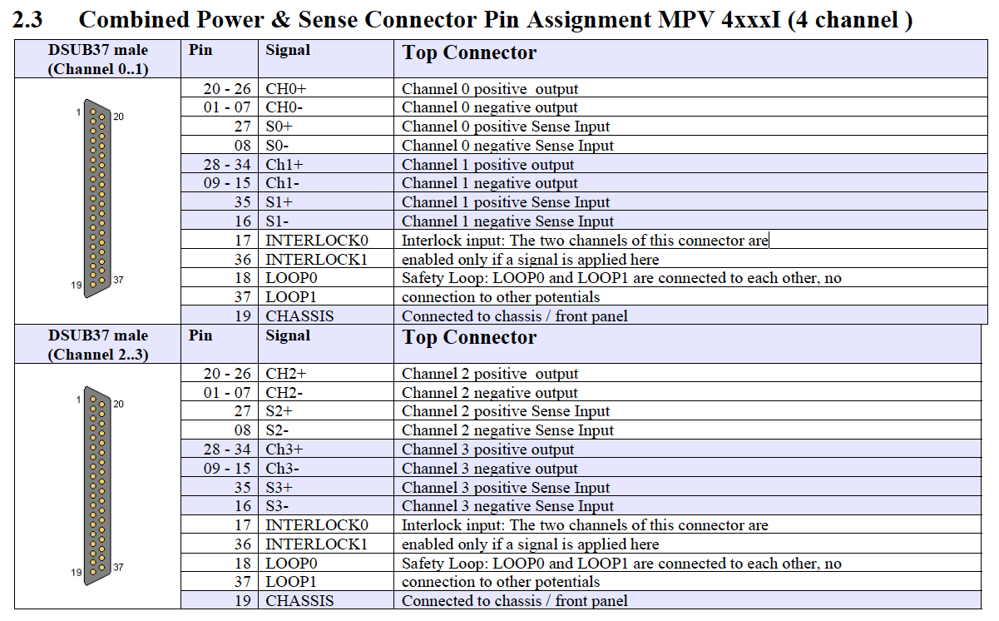 2.3 Combined Power & Sense Connector Pin Assignment MPV 4xxxI (4 channel )
DSUB37 male Pin Signal Top Connector
(Channel 0..1)
20 - 26 CH0+ Channel 0 positive output
01 - 07 CH0- Channel 0 negative output
27 S0+ Channel 0 positive Sense Input
08 S0- Channel 0 negative Sense Input
28 - 34 Ch1+ Channel 1 positive output
09 - 15 Ch1- Channel 1 negative output
35 S1+ Channel 1 positive Sense Input
16 S1- Channel 1 negative Sense Input
17 INTERLOCK0 Interlock input: The two channels of this connector are
36 INTERLOCK1 enabled only if a signal is applied here
18 LOOP0 Safety Loop: LOOP0 and LOOP1 are connected to each other, no
37 LOOP1 connection to other potentials
19 CHASSIS Connected to chassis / front panel
1
20
19
37
DSUB37 male Pin Signal Top Connector
(Channel 2..3)
20 - 26 CH2+ Channel 2 positive output
01 - 07 CH2- Channel 2 negative output
27 S2+ Channel 2 positive Sense Input
08 S2- Channel 2 negative Sense Input
28 - 34 Ch3+ Channel 3 positive output
09 - 15 Ch3- Channel 3 negative output
35 S3+ Channel 3 positive Sense Input
16 S3- Channel 3 negative Sense Input
17 INTERLOCK0 Interlock input: The two channels of this connector are
36 INTERLOCK1 enabled only if a signal is applied here
18 LOOP0 Safety Loop: LOOP0 and LOOP1 are connected to each other, no
37 LOOP1 connection to other potentials
19 CHASSIS Connected to chassis / front panel
1
20
19
37